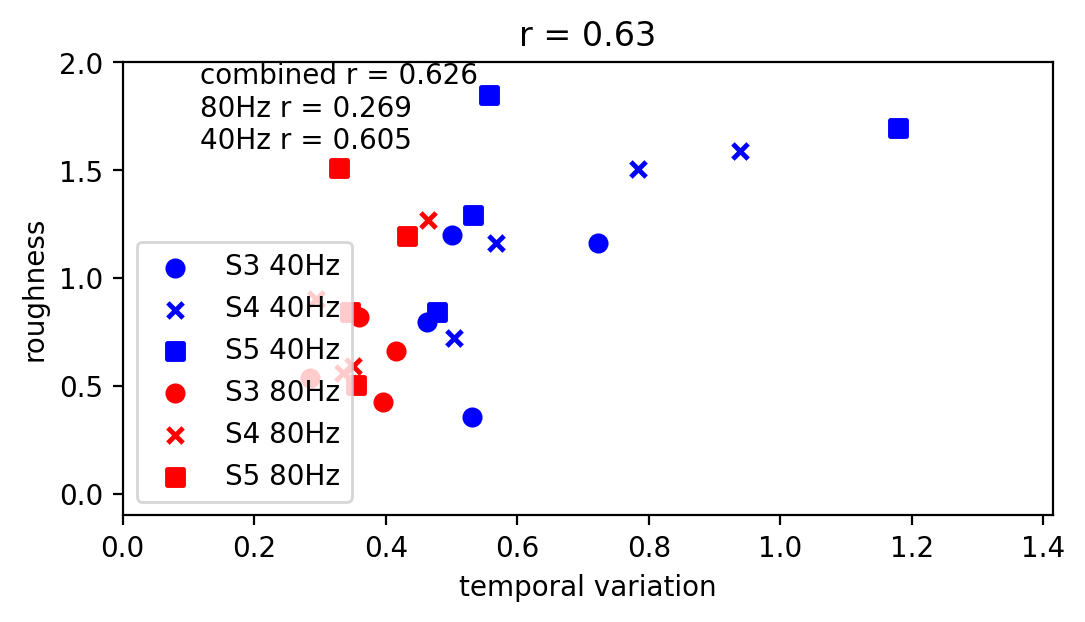 r = 0.63
combined r = 0.626
80Hz r = 0.269
40Hz r = 0.605
roughness
2.0
1.5
1.0
0.5
0.0
S3 40Hz
S4 40Hz
S5 40Hz
S3 80Hz
S4 80Hz
S5 80Hz
0.0 0.2 0.4 0.6 0.8 1.0 1.2 1.4
temporal variation